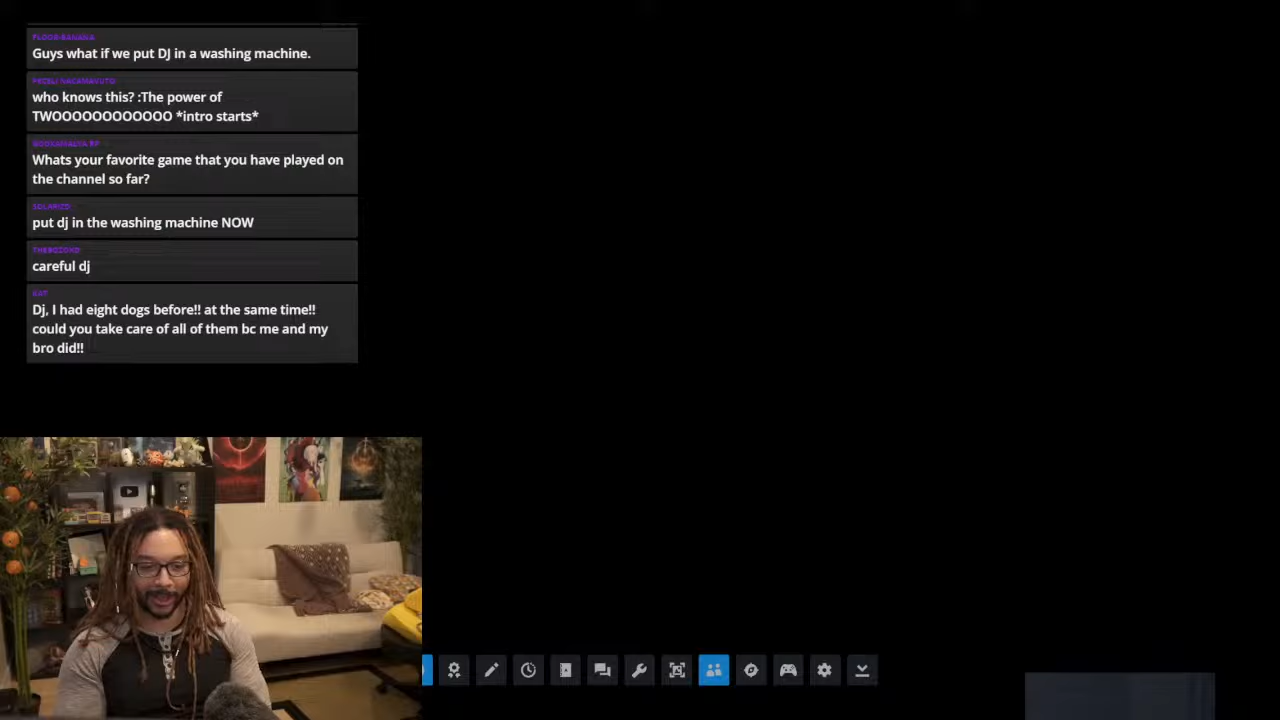 FLOOR-BANANA
Guys what if we put DJ in a washing machine.
who knows this? :The power of
TWOOOOOOOOOOOO *intro starts*
Whats your favorite game that you have played on
the channel so far?
put dj in the washing machine NOW
careful dj
KAT
Dj, I had eight dogs before!! at the same time!!
could you take care of all of them bc me and my
bro did!!